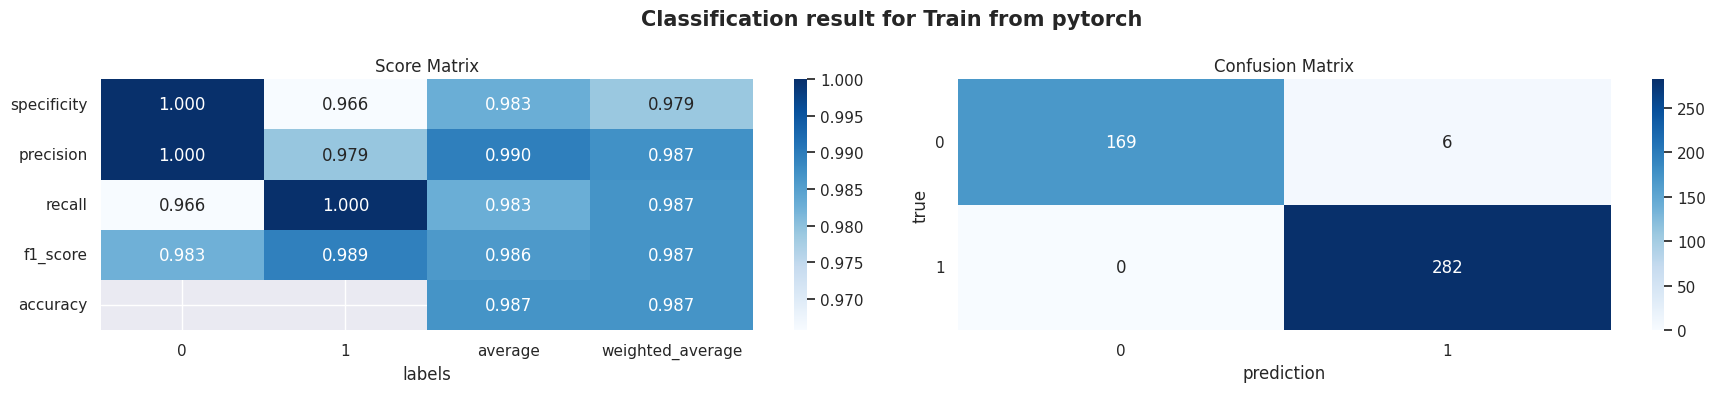 Classification result for Train from pytorch
Score Matrix
specificity 1.000 0.966 0.983 0.979
precision 1.000 0.979 0.990 0.987
recall 0.966 1.000 0.983 0.987
f1_score 0.983 0.989 0.986 0.987
accuracy 0.987 0.987
0 1 average weighted_average
labels
1.000
0.995
0.990
0.985
0.980
0.975
0.970
Confusion Matrix
true
0 169 6
1 0 282
0 1
prediction
250
200
150
100
50
0